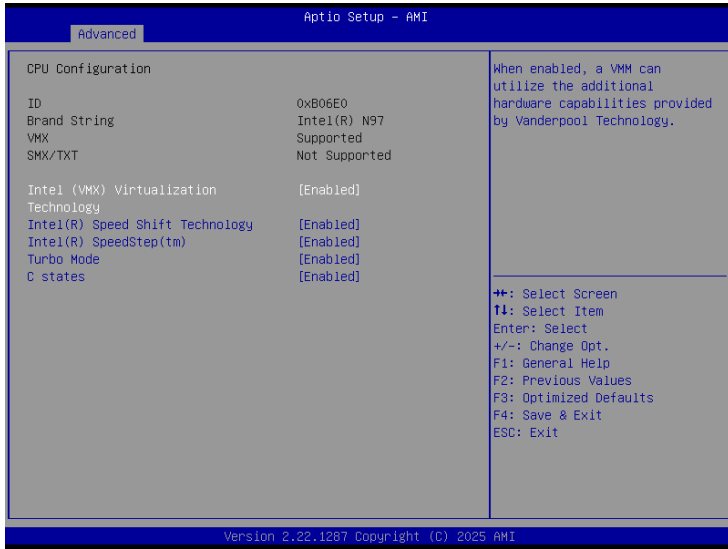 Aptio Setup - AMI
Advanced
CPU Configuration
ID 0xB06E0
Brand String Intel(R) N97
VMX Supported
SMX/TXT Not Supported
Intel (VMX) Virtualization [Enabled]
Technology
Intel(R) Speed Shift Technology [Enabled]
Intel(R) SpeedStep(tm) [Enabled]
Turbo Mode [Enabled]
C states [Enabled]
When enabled, a VMM can
utilize the additional
hardware capabilities provided
by Vanderpool Technology.
→←: Select Screen
↑↓: Select Item
Enter: Select
+/-: Change Opt.
F1: General Help
F2: Previous Values
F3: Optimized Defaults
F4: Save & Exit
ESC: Exit
Version 2.22.1287 Copyright (C) 2025 AMI